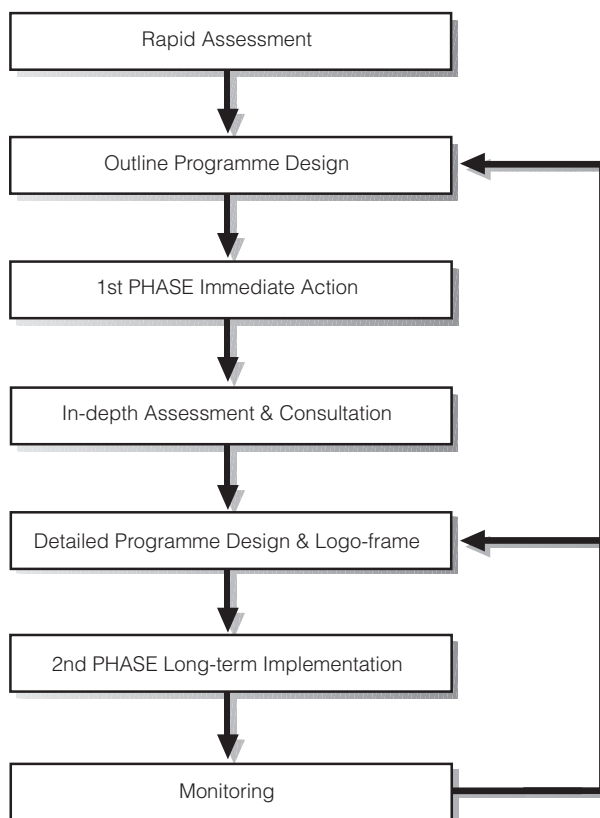 Rapid Assessment
Outline Programme Design
1st PHASE Immediate Action
In-depth Assessment & Consultation
Detailed Programme Design & Logo-frame
2nd PHASE Long-term Implementation
Monitoring